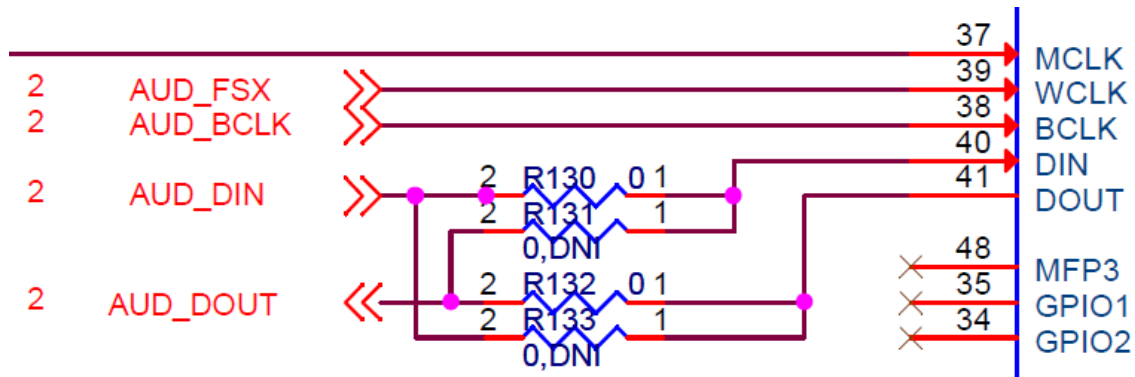 37 MCLK
2 AUD_FSX 39 WCLK
2 AUD_BCLK 38 BCLK
40 DIN
2 AUD_DIN 2 R130 0 1 41 DOUT
2 R131 1
0,DNI
48 MFP3
2 AUD_DOUT 2 R132 0 1 35 GPIO1
2 R133 1 34 GPIO2
0,DNI